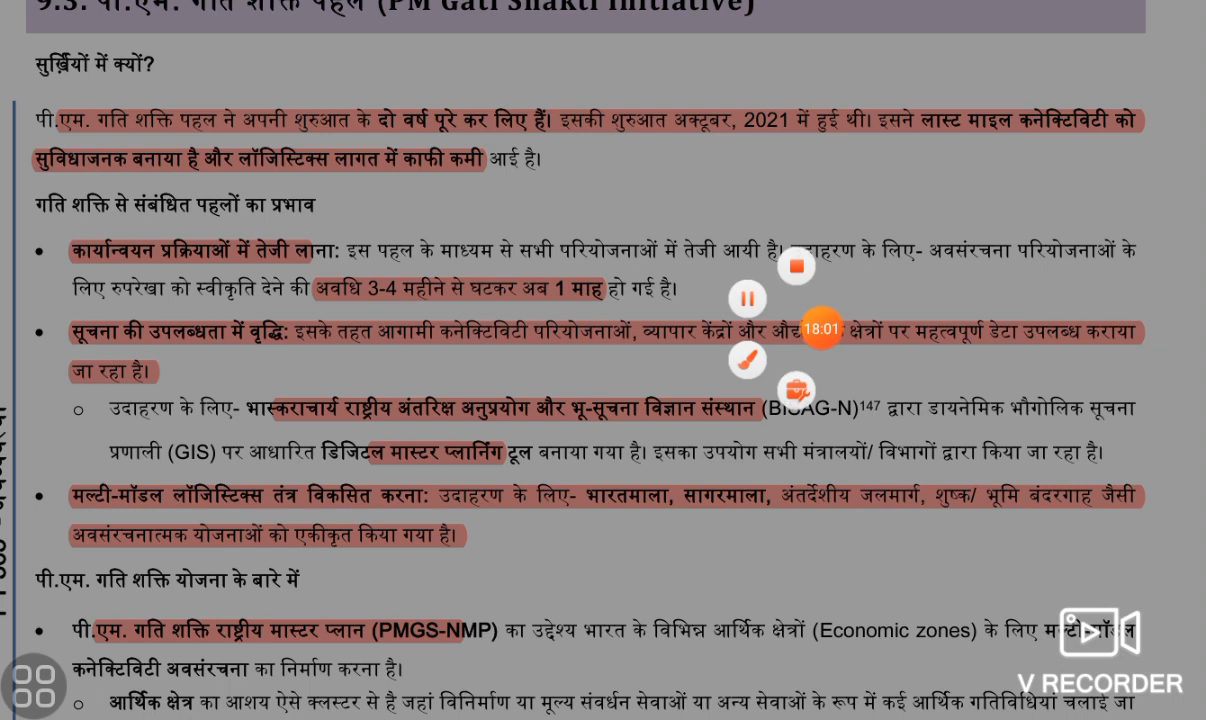 9.3. पी.एम. गति शक्ति पहल (PM Gati Shakti Initiative)
सुर्ख़ियों में क्यों?
पी.एम. गति शक्ति पहल ने अपनी शुरुआत के दो वर्ष पूरे कर लिए हैं। इसकी शुरुआत अक्टूबर, 2021 में हुई थी। इसने लास्ट माइल कनेक्टिविटी को
सुविधाजनक बनाया है और लॉजिस्टिक्स लागत में काफी कमी आई है।
गति शक्ति से संबंधित पहलों का प्रभाव
• कार्यान्वयन प्रक्रियाओं में तेजी लाना: इस पहल के माध्यम से सभी परियोजनाओं में तेजी आयी है। के लिए- अवसंरचना परियोजनाओं के
लिए रुपरेखा को स्वीकृति देने की अवधि 3-4 महीने से घटकर अब 1 माह हो गई है।
• सूचना की उपलब्धता में वृद्धि: इसके तहत आगामी कनेक्टिविटी परियोजनाओं, व्यापार केंद्रों और क्षेत्रों पर महत्वपूर्ण डेटा उपलब्ध कराया
जा रहा है।
18:01
o उदाहरण के लिए- भास्कराचार्य राष्ट्रीय अंतरिक्ष अनुप्रयोग और भू-सूचना विज्ञान संस्थान (BISAG-N)147 द्वारा डायनेमिक भौगोलिक सूचना
प्रणाली (GIS) पर आधारित डिजिटल मास्टर प्लानिंग टूल बनाया गया है। इसका उपयोग सभी मंत्रालयों/ विभागों द्वारा किया जा रहा है।
• मल्टी-मॉडल लॉजिस्टिक्स तंत्र विकसित करना: उदाहरण के लिए- भारतमाला, सागरमाला, अंतर्देशीय जलमार्ग, शुष्क/ भूमि बंदरगाह जैसी
अवसंरचनात्मक योजनाओं को एकीकृत किया गया है।
पी.एम. गति शक्ति योजना के बारे में
• पी.एम. गति शक्ति राष्ट्रीय मास्टर प्लान (PMGS-NMP) का उद्देश्य भारत के विभिन्न आर्थिक क्षेत्रों (Economic zones) के लिए मल्टी-मॉडल
कनेक्टिविटी अवसंरचना का निर्माण करना है।
o आर्थिक क्षेत्र का आशय ऐसे क्लस्टर से है जहां विनिर्माण या मूल्य संवर्धन सेवाओं या अन्य सेवाओं के रूप में कई आर्थिक गतिविधियां चलाई जा
V RECORDER